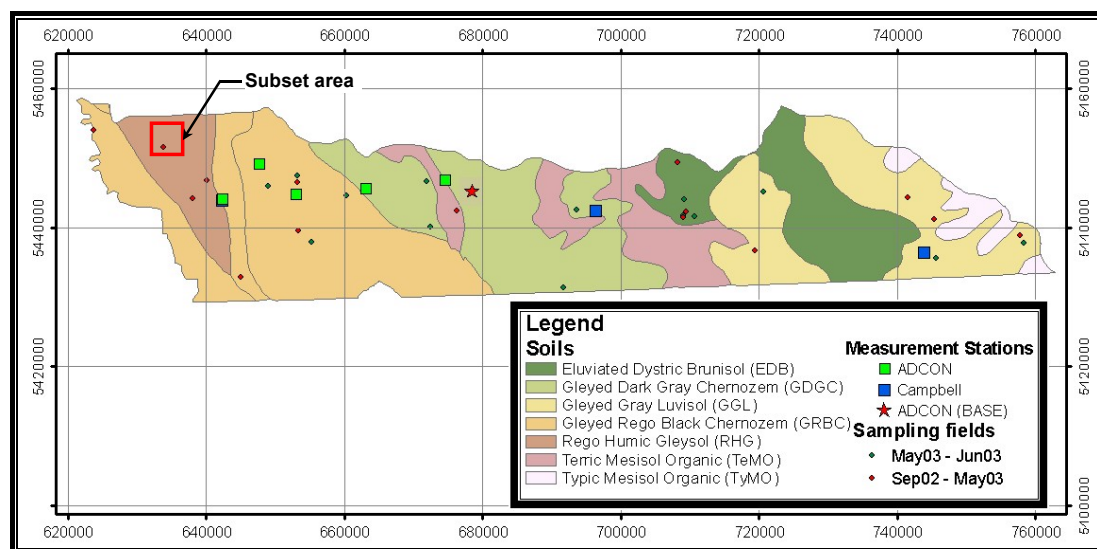 620000 640000 660000 680000 700000 720000 740000 760000
5460000 5460000
Subset area
5440000 5440000
5420000 5420000
5400000 5400000
Legend
Soils
Eluviated Dystric Brunisol (EDB)
Gleyed Dark Gray Chernozem (GDGC)
Gleyed Gray Luvisol (GGL)
Gleyed Rego Black Chernozem (GRBC)
Rego Humic Gleysol (RHG)
Terric Mesisol Organic (TeMO)
Typic Mesisol Organic (TyMO)
Measurement Stations
ADCON
Campbell
ADCON (BASE)
Sampling fields
May03 - Jun03
Sep02 - May03
620000 640000 660000 680000 700000 720000 740000 760000